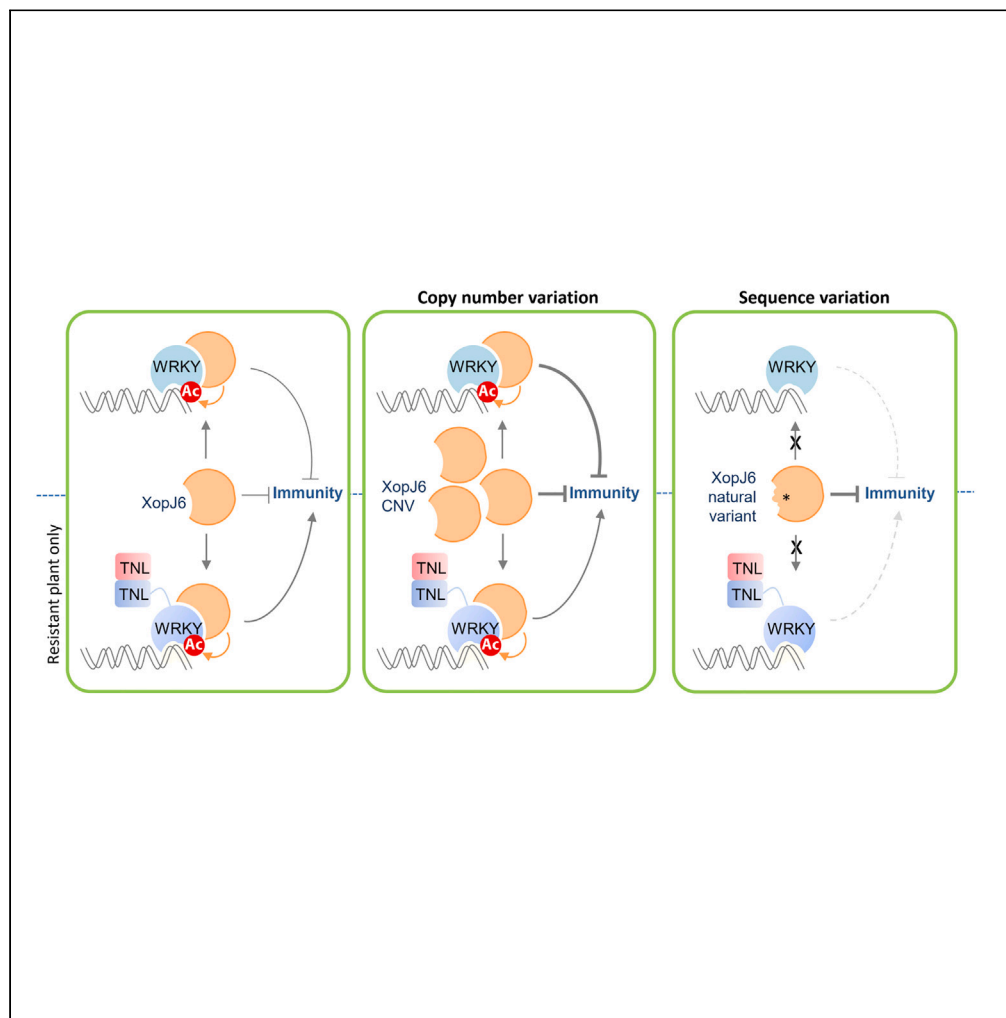 Copy number variation
Sequence variation
WRKY
Ac
XopJ6
Immunity
TNL
TNL
WRKY
Ac
Resistant plant only
WRKY
Ac
XopJ6
CNV
Immunity
TNL
TNL
WRKY
Ac
WRKY
X
XopJ6
natural
variant
*
Immunity
X
TNL
TNL
WRKY